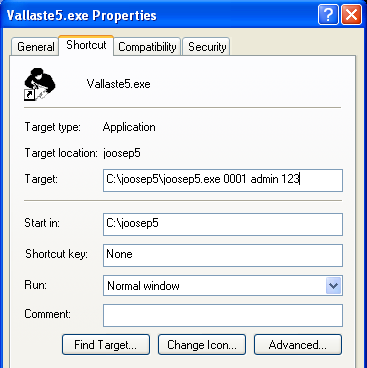 Vallaste5.exe Properties
General Shortcut Compatibility Security
Vallaste5.exe
Target type: Application
Target location: joosep5
Target: C:\joosep5\joosep5.exe 0001 admin 123
Start in: C:\joosep5
Shortcut key: None
Run: Normal window
Comment:
Find Target... Change Icon... Advanced...